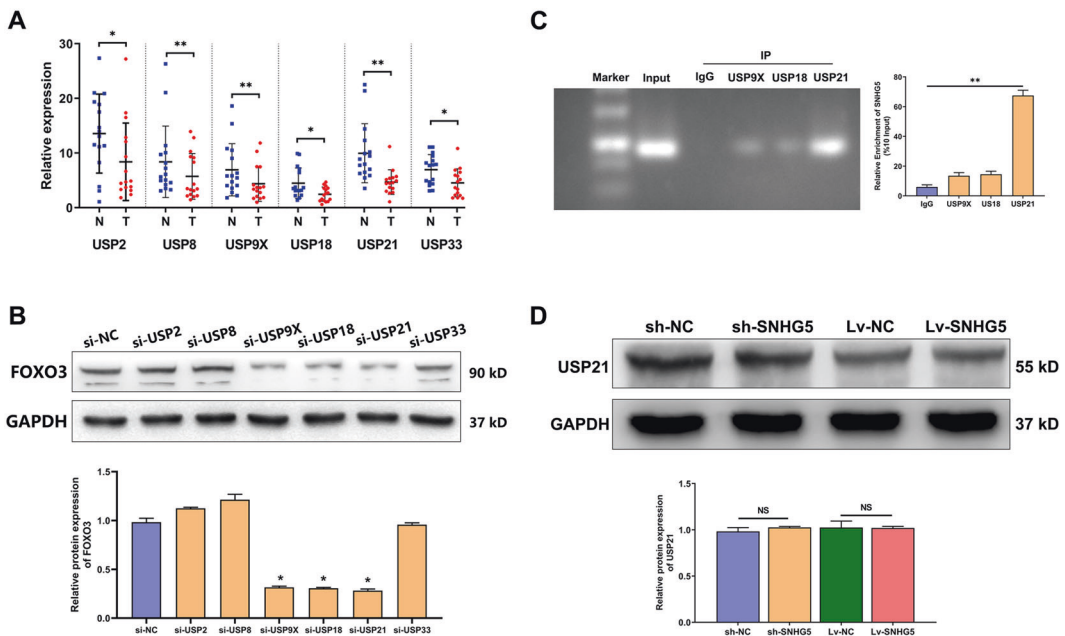 A
Relative expression
30
20
10
0
* ** ** * ** *
N T N T N T N T N T N T
USP2 USP8 USP9X USP18 USP21 USP33
C
IP
Marker Input IgG USP9X USP18 USP21
Relative Enrichment of SNHG5
(%10 Input)
80
60
40
20
0
**
IgG USP9X US18 USP21
B
si-NC si-USP2 si-USP8 si-USP9X si-USP18 si-USP21 si-USP33
FOXO3 90 kD
GAPDH 37 kD
Relative protein expression
of FOXO3
1.5
1.0
0.5
0.0
* * *
si-NC si-USP2 si-USP8 si-USP9X si-USP18 si-USP21 si-USP33
D
sh-NC sh-SNHG5 Lv-NC Lv-SNHG5
USP21 55 kD
GAPDH 37 kD
Relative protein expression
of USP21
1.5
1.0
0.5
0.0
NS NS
sh-NC sh-SNHG5 Lv-NC Lv-SNHG5